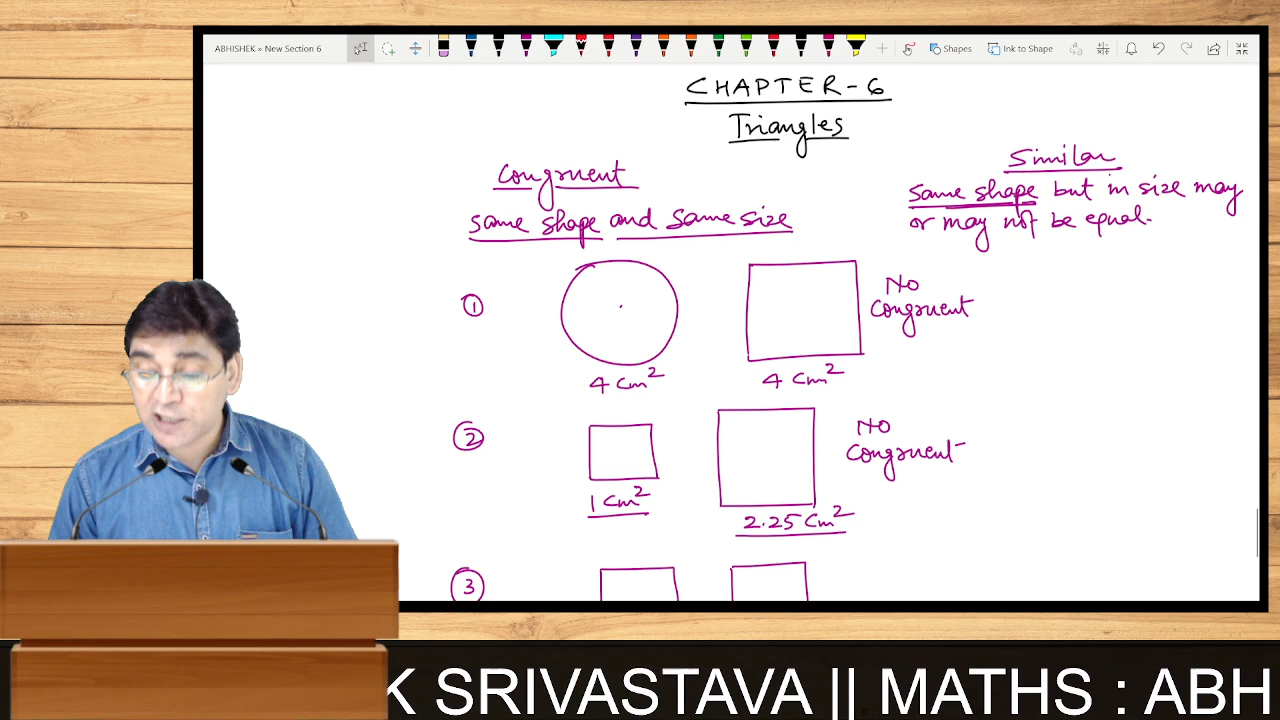 ABHISHEK » New Section 6
Shapes
Ink to Shape
CHAPTER-6
Triangles
Congruent
same shape and same size
Similar
same shape but in size may
or may not be equal.
①
4 cm²
4 cm²
No
Congruent
②
1 cm²
2.25 cm²
No
Congruent
③
K SRIVASTAVA || MATHS : ABH